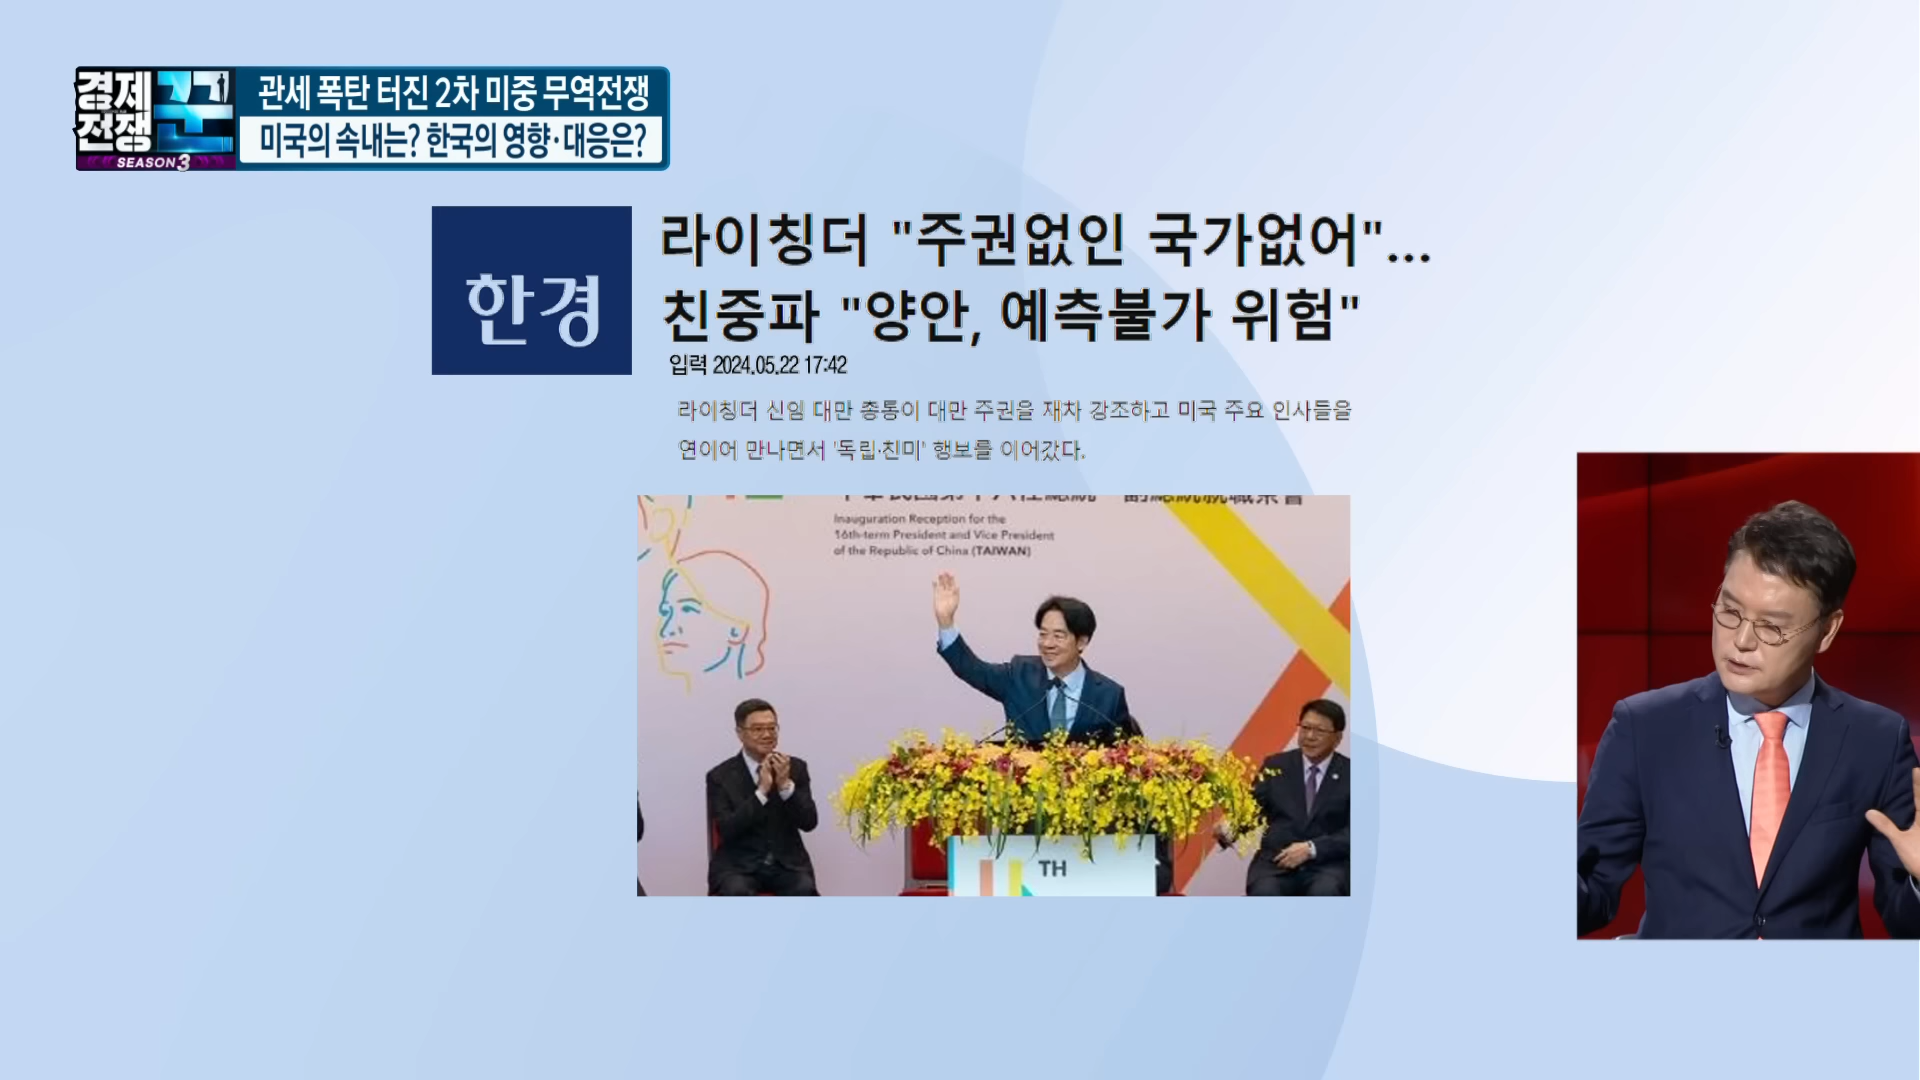 경제전쟁 꾼
SEASON3
관세 폭탄 터진 2차 미중 무역전쟁
미국의 속내는? 한국의 영향·대응은?
한경
라이칭더 "주권없인 국가없어"...
친중파 "양안, 예측불가 위험"
입력 2024.05.22 17:42
라이칭더 신임 대만 총통이 대만 주권을 재차 강조하고 미국 주요 인사들을
연이어 만나면서 '독립·친미' 행보를 이어갔다.
Inauguration Reception for the
16th-term President and Vice President
of the Republic of China (TAIWAN)
TH